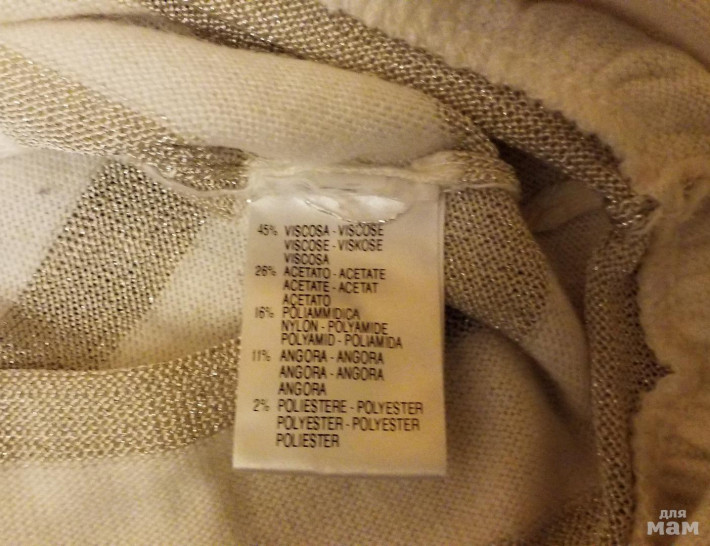 45% VISCOSA - VISCOSE
VISCOSE - VISKOSE
VISCOSA
26% ACETATO - ACETATE
ACETATE - ACETAT
ACETATO
16% POLIAMMIDICA
NYLON - POLYAMIDE
POLYAMID - POLIAMIDA
11% ANGORA - ANGORA
ANGORA - ANGORA
ANGORA
2% POLIESTERE - POLYESTER
POLYESTER - POLYESTER
POLIESTER
для
мам